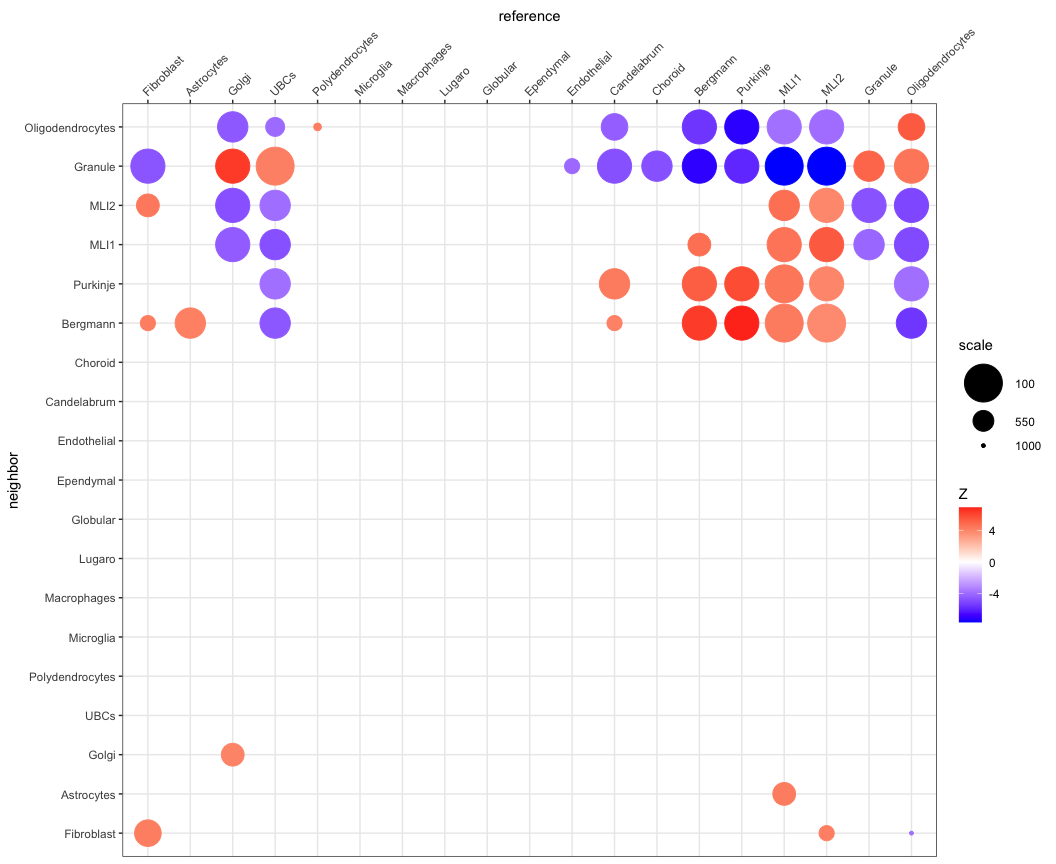 reference
Fibroblast
Astrocytes
Golgi
UBCs
Polydendrocytes
Microglia
Macrophages
Lugaro
Globular
Ependymal
Endothelial
Candelabrum
Choroid
Bergmann
Purkinje
MLI1
MLI2
Granule
Oligodendrocytes
neighbor
Oligodendrocytes
Granule
MLI2
MLI1
Purkinje
Bergmann
Choroid
Candelabrum
Endothelial
Ependymal
Globular
Lugaro
Macrophages
Microglia
Polydendrocytes
UBCs
Golgi
Astrocytes
Fibroblast
scale
100
550
1000
Z
4
0
-4